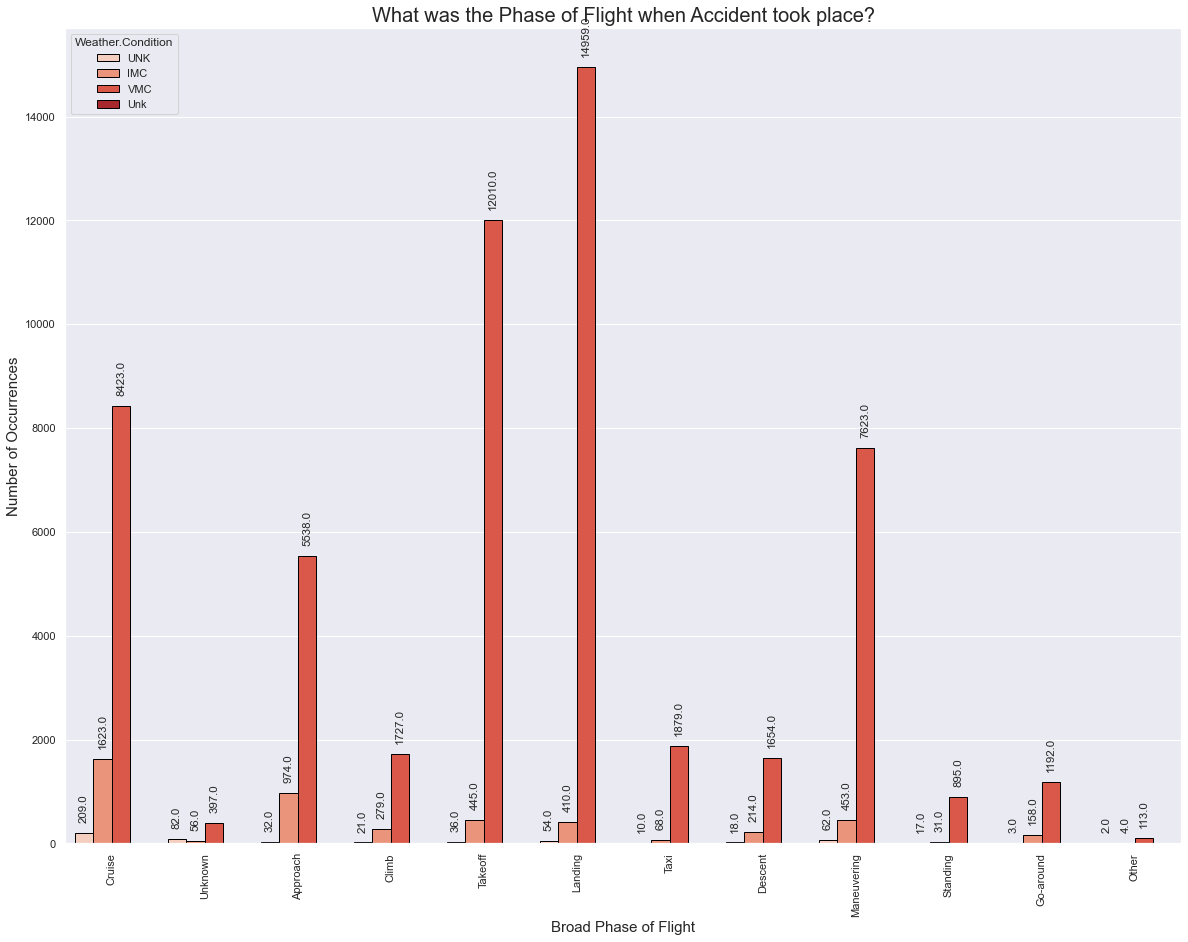 What was the Phase of Flight when Accident took place?
Weather.Condition
UNK
IMC
VMC
Unk
Number of Occurrences
14000
12000
10000
8000
6000
4000
2000
0
209.0
1623.0
8423.0
82.0
56.0
397.0
32.0
974.0
5538.0
21.0
279.0
1727.0
36.0
445.0
12010.0
54.0
410.0
14959.0
10.0
68.0
1879.0
18.0
214.0
1654.0
62.0
453.0
7623.0
17.0
31.0
895.0
3.0
158.0
1192.0
2.0
4.0
113.0
Cruise
Unknown
Approach
Climb
Takeoff
Landing
Taxi
Descent
Maneuvering
Standing
Go-around
Other
Broad Phase of Flight